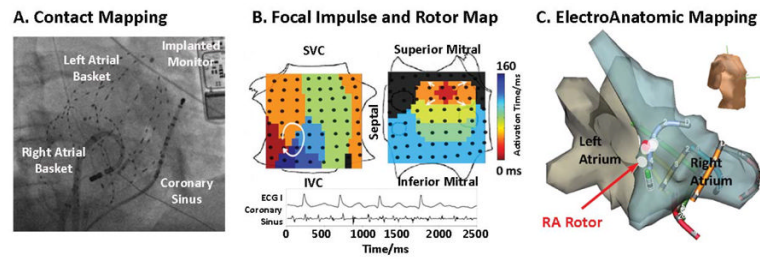 A. Contact Mapping
Left Atrial
Basket
Implanted
Monitor
Right Atrial
Basket
Coronary
Sinus
B. Focal Impulse and Rotor Map
SVC
Superior Mitral
Septal
IVC
Inferior Mitral
160
Activation Time/ms
0 ms
ECG I
Coronary
Sinus
0 500 1000 1500 2000 2500
Time/ms
C. ElectroAnatomic Mapping
Left
Atrium
Right
Atrium
RA Rotor